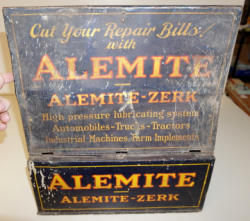 Cut Your Repair Bills,
with
ALEMITE
ALEMITE-ZERK
High pressure lubricating system
Automobiles-Trucks-Tractors
Industrial Machines, Farm Implements
ALEMITE
ALEMITE-ZERK